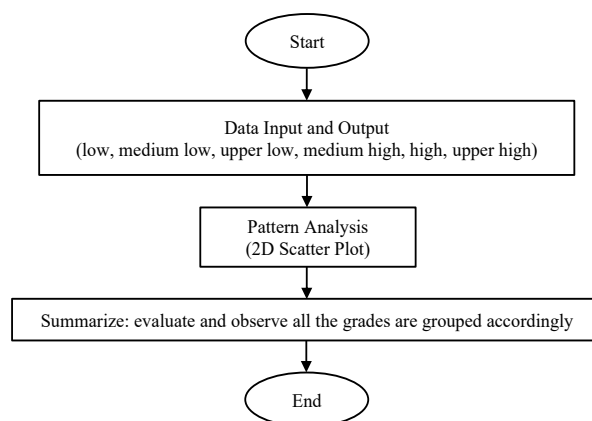 Start
Data Input and Output
(low, medium low, upper low, medium high, high, upper high)
Pattern Analysis
(2D Scatter Plot)
Summarize: evaluate and observe all the grades are grouped accordingly
End